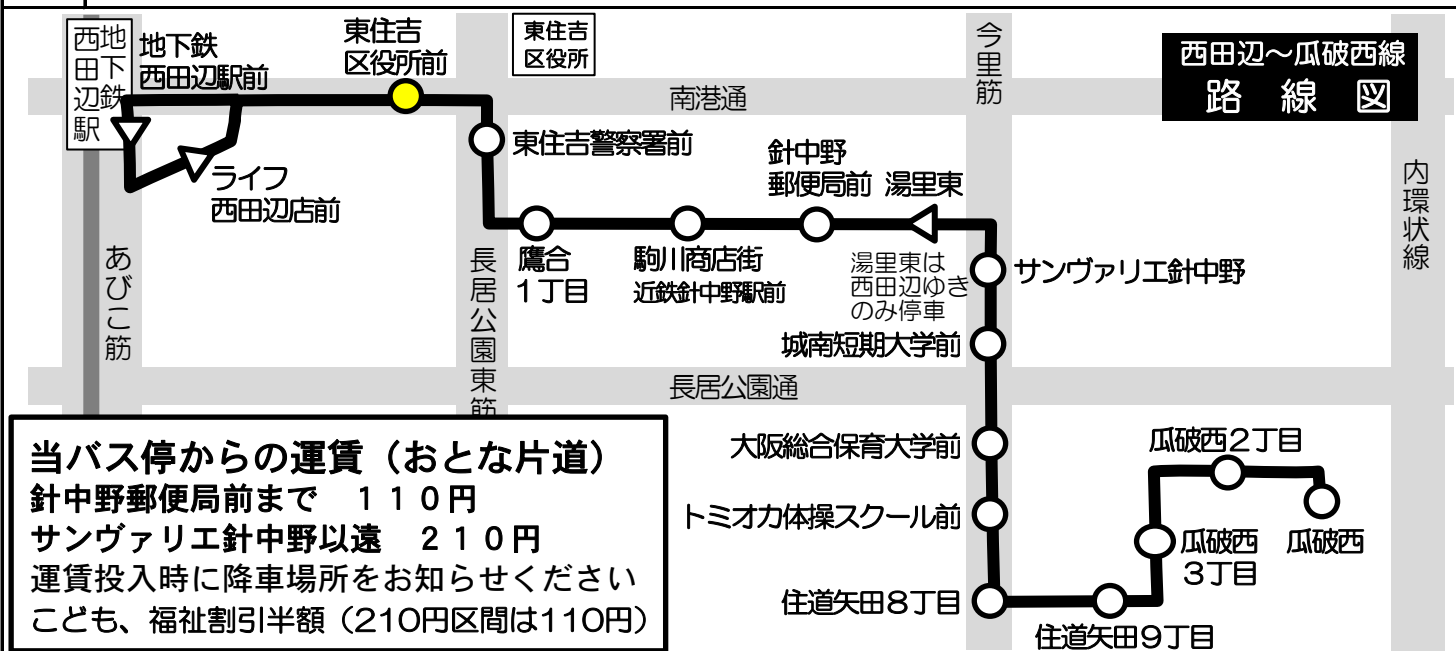 西田辺～瓜破西線
路線図
地下鉄
西田辺駅
地下鉄
西田辺駅前
東住吉
区役所前
東住吉
区役所
今里筋
南港通
東住吉警察署前
ライフ
西田辺店前
針中野
郵便局前
湯里東
内環状線
あびこ筋
長居公園東筋
鷹合
1丁目
駒川商店街
近鉄針中野駅前
湯里東は
西田辺ゆき
のみ停車
サンヴァリエ針中野
城南短期大学前
長居公園通
大阪総合保育大学前
トミオカ体操スクール前
住道矢田8丁目
住道矢田9丁目
瓜破西
3丁目
瓜破西2丁目
瓜破西
当バス停からの運賃（おとな片道）
針中野郵便局前まで　１１０円
サンヴァリエ針中野以遠　２１０円
運賃投入時に降車場所をお知らせください
こども、福祉割引半額（210円区間は110円）